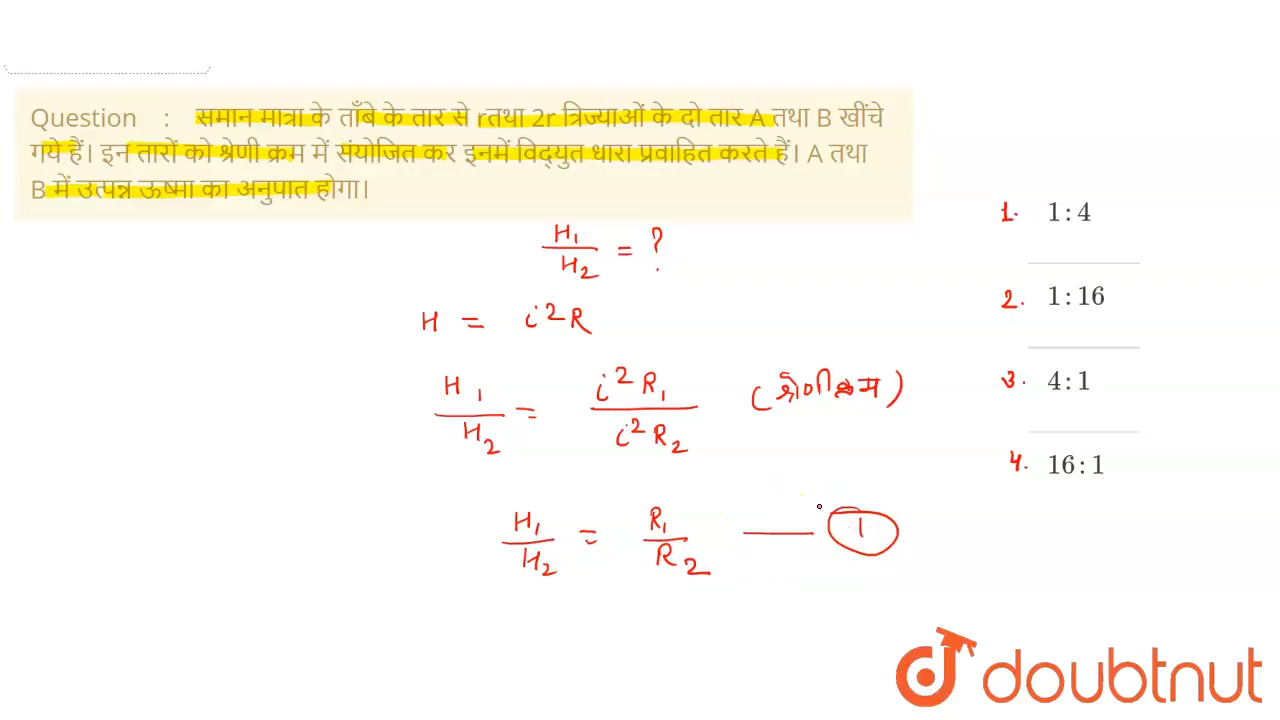 Question : समान मात्रा के ताँबे के तार से rतथा 2r त्रिज्याओं के दो तार A तथा B खींचे
गये हैं। इन तारों को श्रेणी क्रम में संयोजित कर इनमें विद्युत धारा प्रवाहित करते हैं। A तथा
B में उत्पन्न ऊष्मा का अनुपात होगा।
H₁/H₂ = ?
H = i²R
H₁/H₂ = i²R₁/i²R₂ (श्रेणीक्रम)
H₁/H₂ = R₁/R₂ — 1
1. 1:4
2. 1:16
3. 4:1
4. 16:1
doubtnut